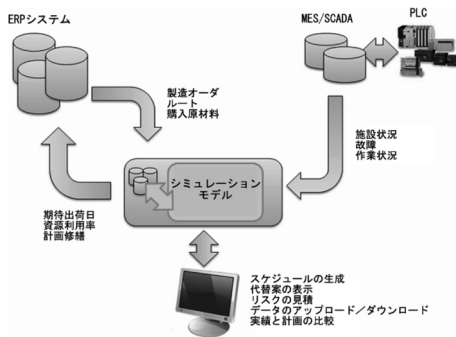 ERPシステム
MES/SCADA
PLC
製造オーダ
ルート
購入原材料
施設状況
故障
作業状況
シミュレーション
モデル
期待出荷日
資源利用率
計画修繕
スケジュールの生成
代替案の表示
リスクの見積
データのアップロード／ダウンロード
実績と計画の比較